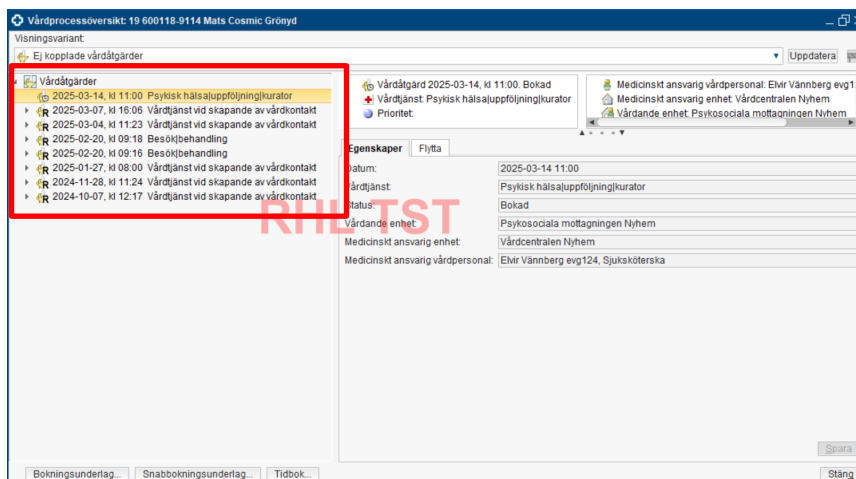 Vårdprocessöversikt: 19 600118-9114 Mats Cosmic Grönyd
Visningsvariant:
Ej kopplade vårdåtgärder
Uppdatera
Vårdåtgärder
2025-03-14, kl 11:00 Psykisk hälsa|uppföljning|kurator
R 2025-03-07, kl 16:06 Vårdtjänst vid skapande av vårdkontakt
R 2025-03-04, kl 11:23 Vårdtjänst vid skapande av vårdkontakt
R 2025-02-20, kl 09:18 Besök|behandling
R 2025-02-20, kl 09:16 Besök|behandling
R 2025-01-27, kl 08:00 Vårdtjänst vid skapande av vårdkontakt
R 2024-11-28, kl 11:24 Vårdtjänst vid skapande av vårdkontakt
R 2024-10-07, kl 12:17 Vårdtjänst vid skapande av vårdkontakt
Vårdåtgärd 2025-03-14, kl 11:00. Bokad
Vårdtjänst: Psykisk hälsa|uppföljning|kurator
Prioritet:
Medicinskt ansvarig vårdpersonal: Elvir Vännberg evg1
Medicinskt ansvarig enhet: Vårdcentralen Nyhem
Vårdande enhet: Psykosociala mottagningen Nyhem
Egenskaper Flytta
Datum: 2025-03-14 11:00
Vårdtjänst: Psykisk hälsa|uppföljning|kurator
Status: Bokad
Vårdande enhet: Psykosociala mottagningen Nyhem
Medicinskt ansvarig enhet: Vårdcentralen Nyhem
Medicinskt ansvarig vårdpersonal: Elvir Vännberg evg124, Sjuksköterska
RHL TST
Spara
Bokningsunderlag... Snabbokningsunderlag... Tidbok... Stäng